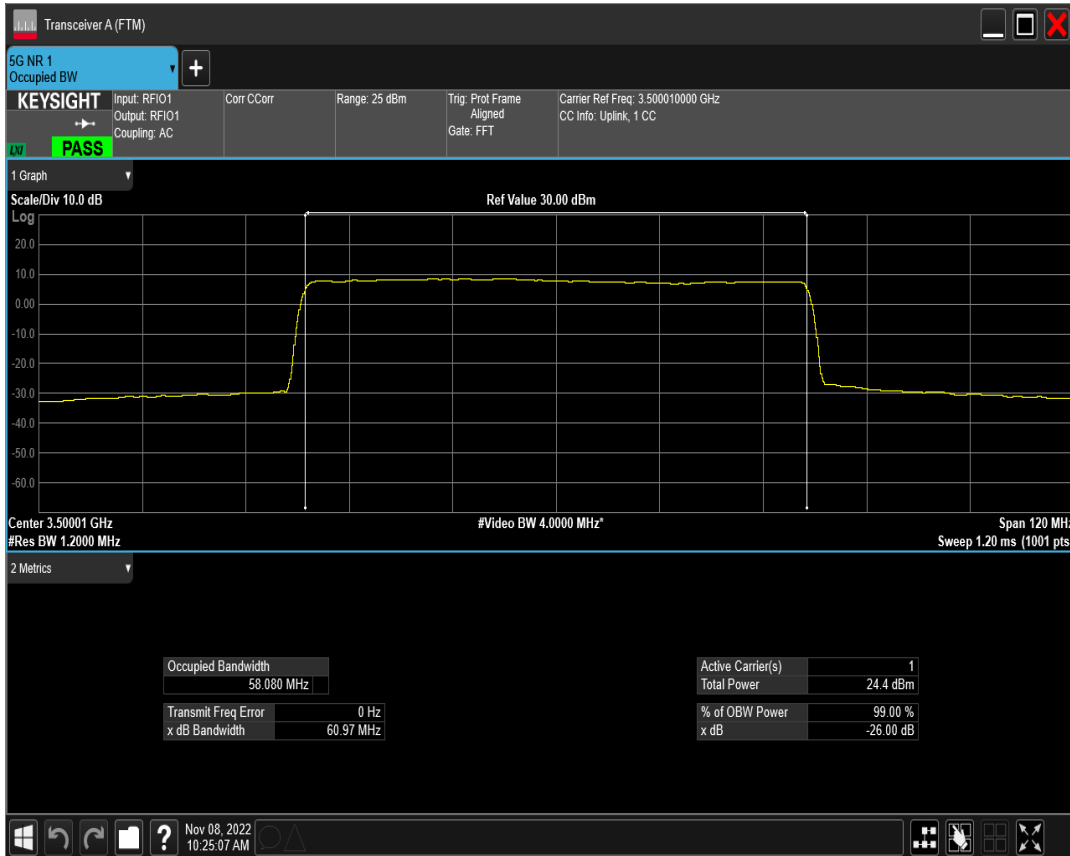 Transceiver A (FTM)
5G NR 1
Occupied BW
+
KEYSIGHT
LXI
PASS
Input: RFIO1
Output: RFIO1
Coupling: AC
Corr CCorr
Range: 25 dBm
Trig: Prot Frame
Aligned
Gate: FFT
Carrier Ref Freq: 3.500010000 GHz
CC Info: Uplink, 1 CC
1 Graph
Scale/Div 10.0 dB
Ref Value 30.00 dBm
Log
20.0
10.0
0.00
-10.0
-20.0
-30.0
-40.0
-50.0
-60.0
Center 3.50001 GHz
#Video BW 4.0000 MHz*
Span 120 MHz
#Res BW 1.2000 MHz
Sweep 1.20 ms (1001 pts
2 Metrics
Occupied Bandwidth
58.080 MHz
Transmit Freq Error 0 Hz
x dB Bandwidth 60.97 MHz
Active Carrier(s) 1
Total Power 24.4 dBm
% of OBW Power 99.00 %
x dB -26.00 dB
?
Nov 08, 2022
10:25:07 AM